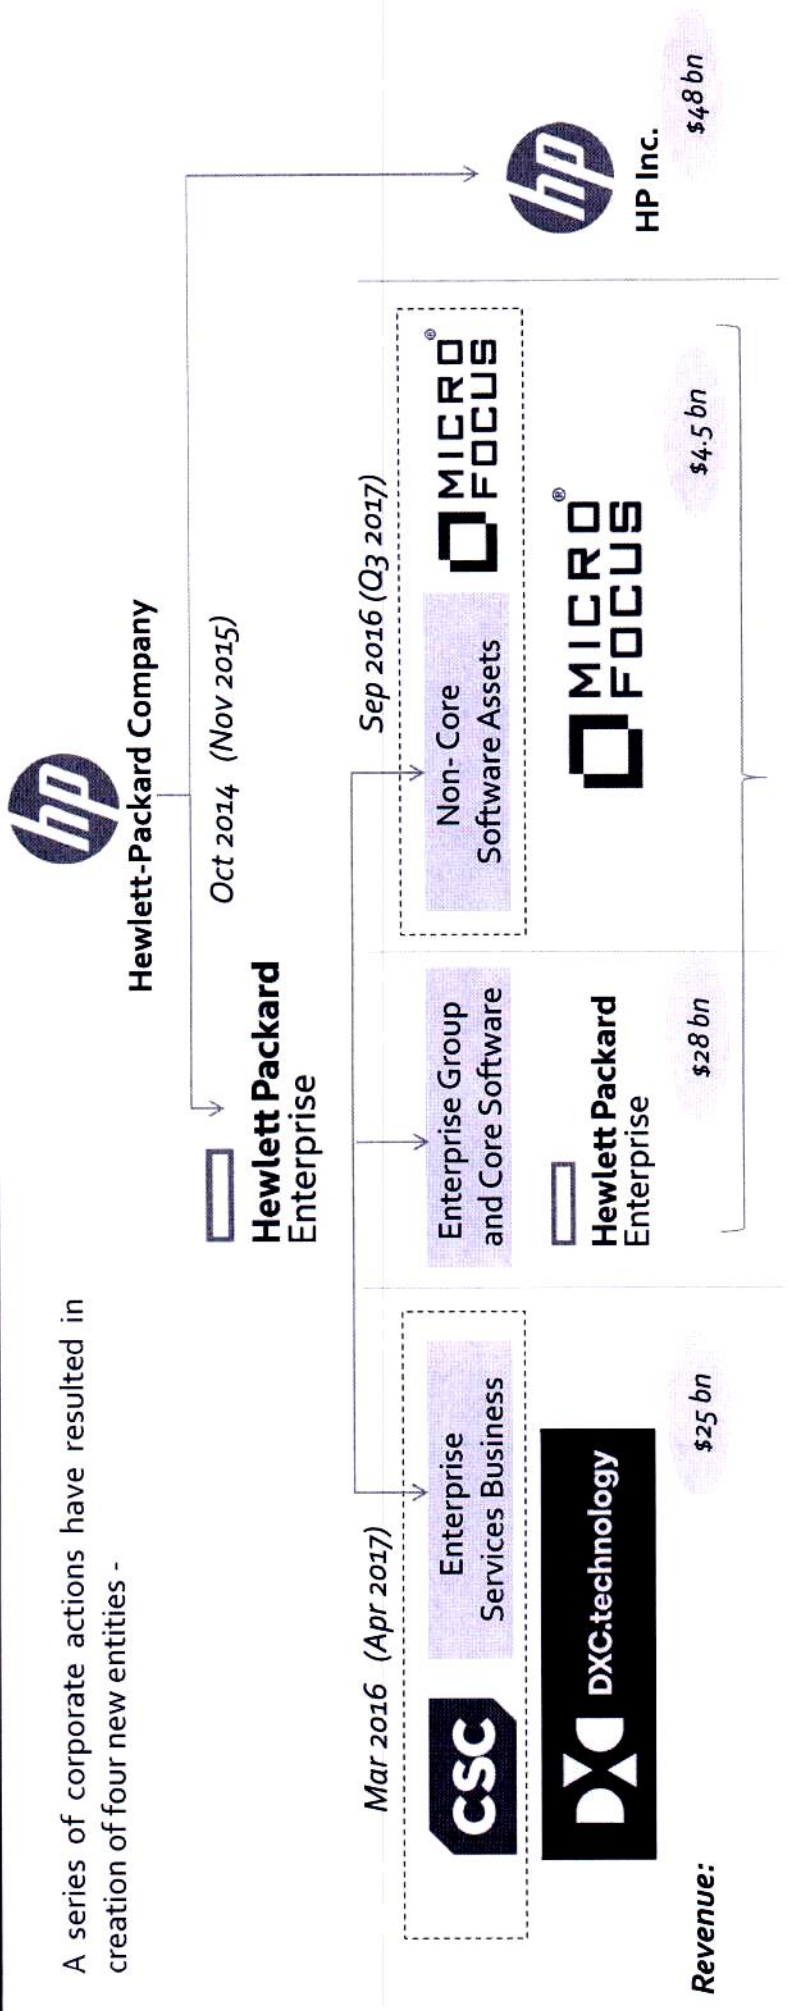 A series of corporate actions have resulted in
creation of four new entities -
hp
Hewlett-Packard Company
Oct 2014 (Nov 2015)
Hewlett Packard
Enterprise
Mar 2016 (Apr 2017)
Sep 2016 (Q3 2017)
CSC
Enterprise
Services Business
Enterprise Group
and Core Software
Non- Core
Software Assets
MICRO
FOCUS®
hp
HP Inc.
DXC.technology
Hewlett Packard
Enterprise
MICRO
FOCUS®
Revenue:
$25 bn
$28 bn
$4.5 bn
$48 bn